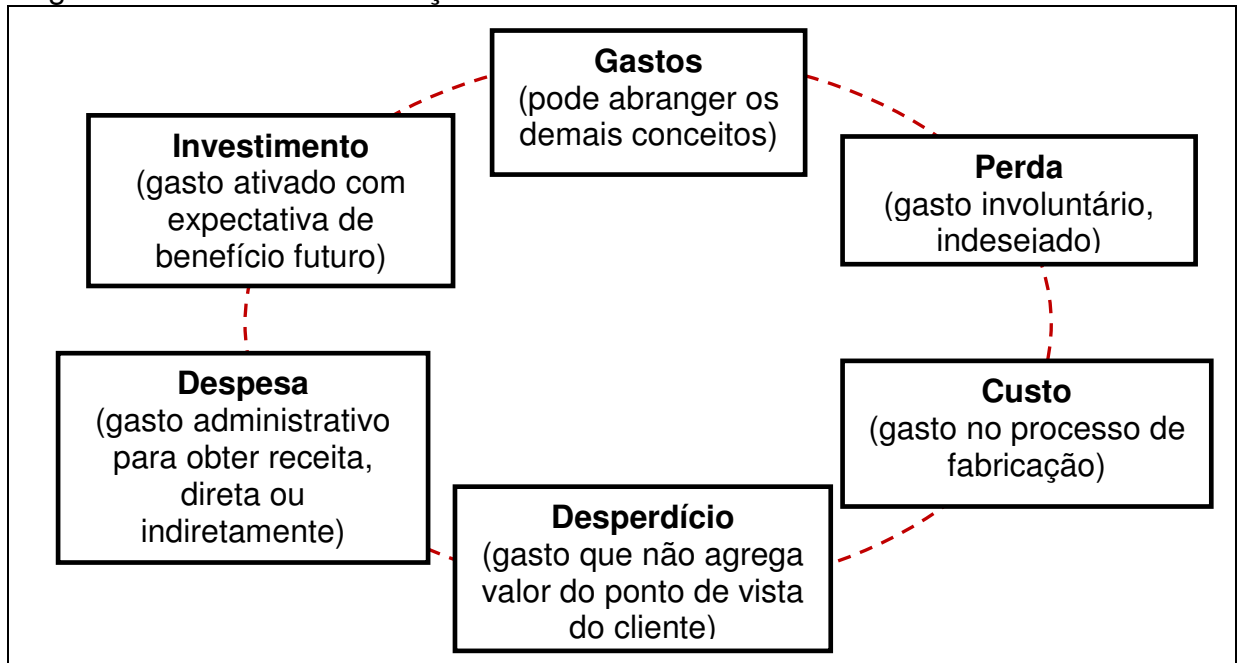 Gastos
(pode abranger os
demais conceitos)
Perda
(gasto involuntário,
indesejado)
Custo
(gasto no processo de
fabricação)
Desperdício
(gasto que não agrega
valor do ponto de vista
do cliente)
Despesa
(gasto administrativo
para obter receita,
direta ou
indiretamente)
Investimento
(gasto ativado com
expectativa de
benefício futuro)